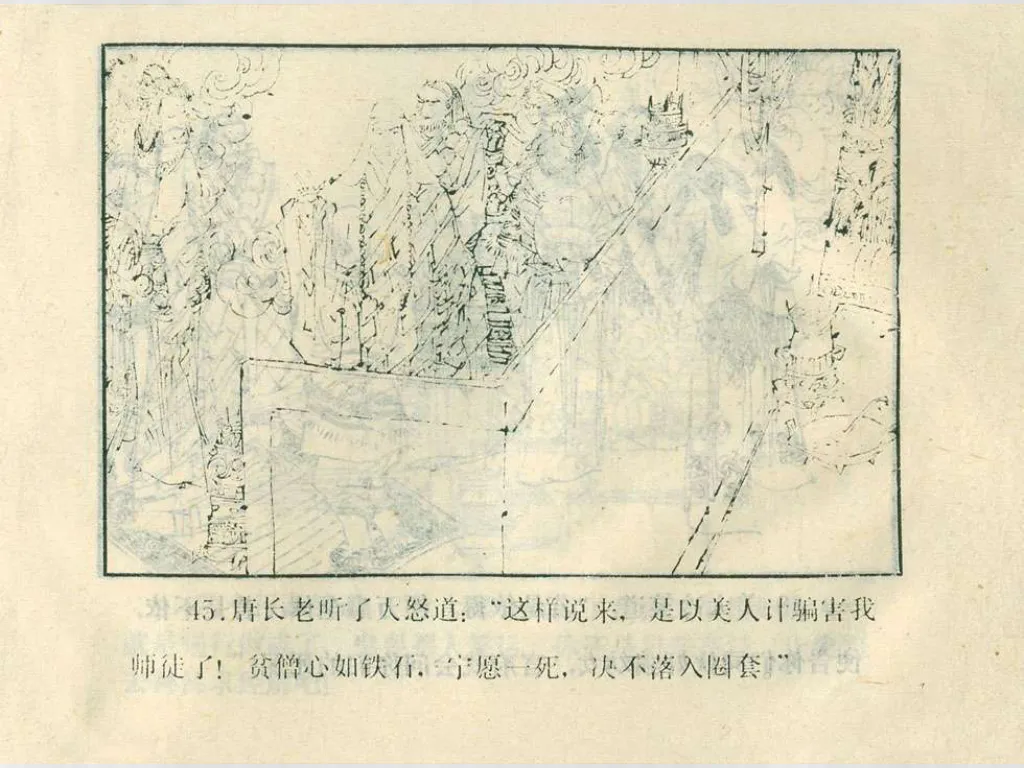 45.唐长老听了大怒道：“这样说来，是以美人计骗害我
师徒了！贫僧心如铁石，宁愿一死，决不落入圈套。”